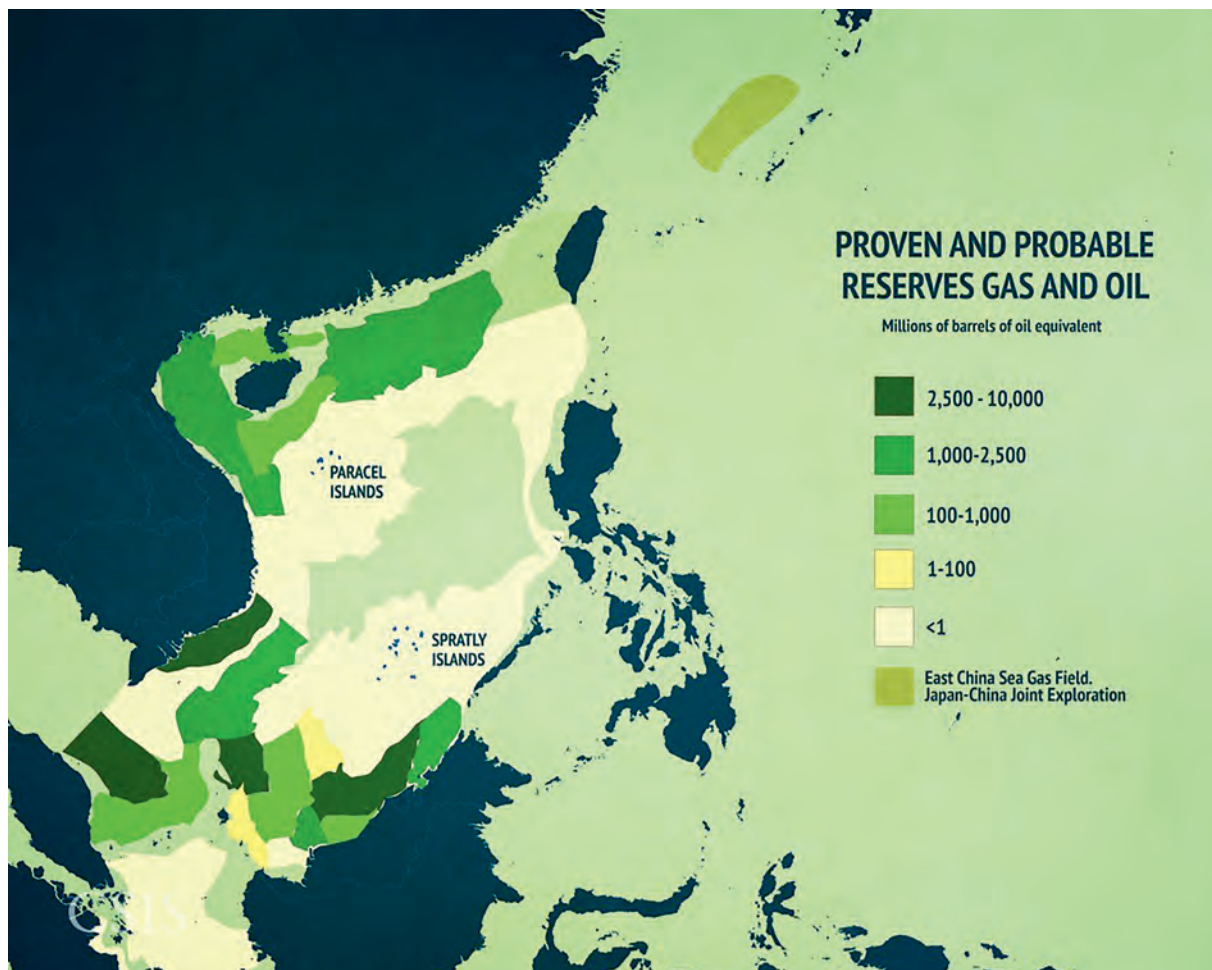 PROVEN AND PROBABLE
RESERVES GAS AND OIL
Millions of barrels of oil equivalent
2,500 - 10,000
1,000-2,500
100-1,000
1-100
<1
East China Sea Gas Field.
Japan-China Joint Exploration
PARACEL
ISLANDS
SPRATLY
ISLANDS
CSIS